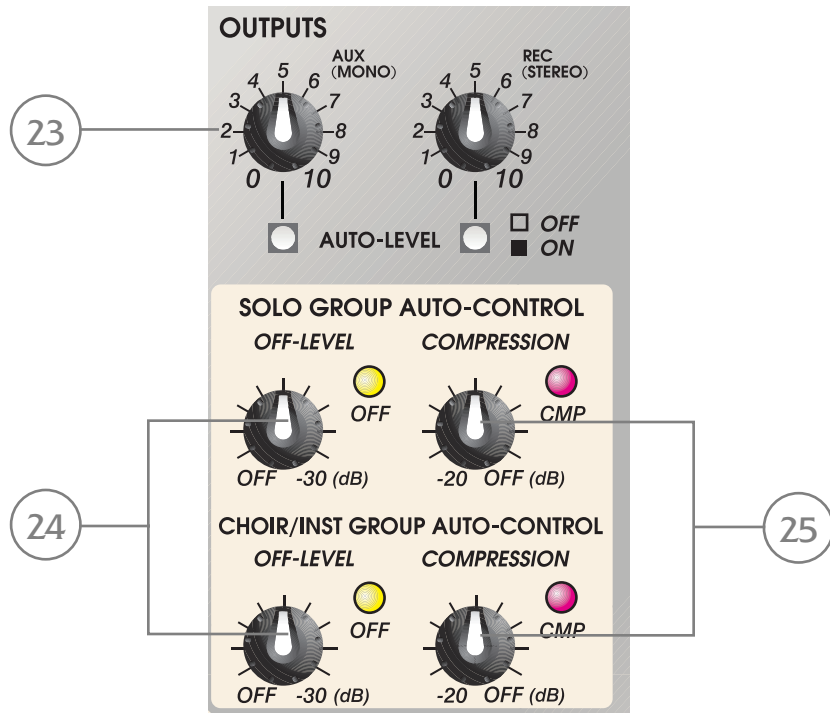 OUTPUTS
AUX (MONO)
0 1 2 3 4 5 6 7 8 9 10
REC (STEREO)
0 1 2 3 4 5 6 7 8 9 10
23
AUTO-LEVEL
OFF
ON
SOLO GROUP AUTO-CONTROL
OFF-LEVEL COMPRESSION
OFF CMP
OFF -30 (dB) -20 OFF (dB)
24
25
CHOIR/INST GROUP AUTO-CONTROL
OFF-LEVEL COMPRESSION
OFF CMP
OFF -30 (dB) -20 OFF (dB)